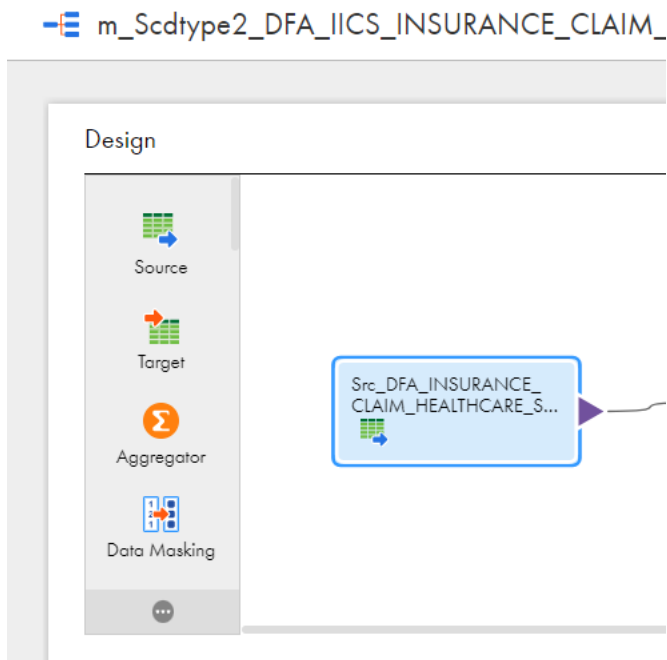 m_Scdtype2_DFA_IICS_INSURANCE_CLAIM_
Design
Source
Target
Aggregator
Data Masking
Src_DFA_INSURANCE_
CLAIM_HEALTHCARE_S...